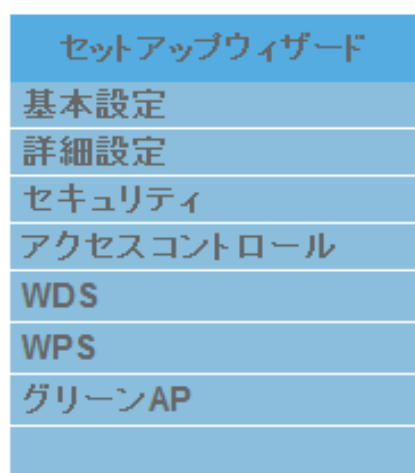 セットアップウィザード
基本設定
詳細設定
セキュリティ
アクセスコントロール
WDS
WPS
グリーンAP